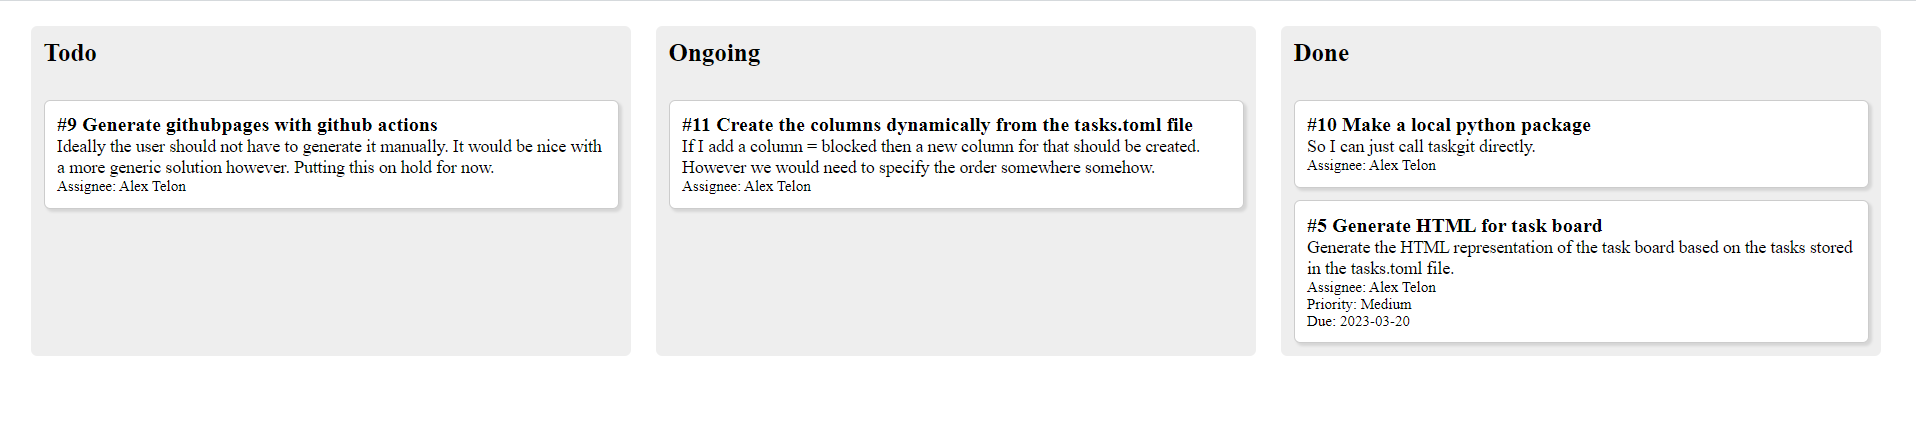 Todo
#9 Generate githubpages with github actions
Ideally the user should not have to generate it manually. It would be nice with
a more generic solution however. Putting this on hold for now.
Assignee: Alex Telon
Ongoing
#11 Create the columns dynamically from the tasks.toml file
If I add a column = blocked then a new column for that should be created.
However we would need to specify the order somewhere somehow.
Assignee: Alex Telon
Done
#10 Make a local python package
So I can just call taskgit directly.
Assignee: Alex Telon
#5 Generate HTML for task board
Generate the HTML representation of the task board based on the tasks stored
in the tasks.toml file.
Assignee: Alex Telon
Priority: Medium
Due: 2023-03-20